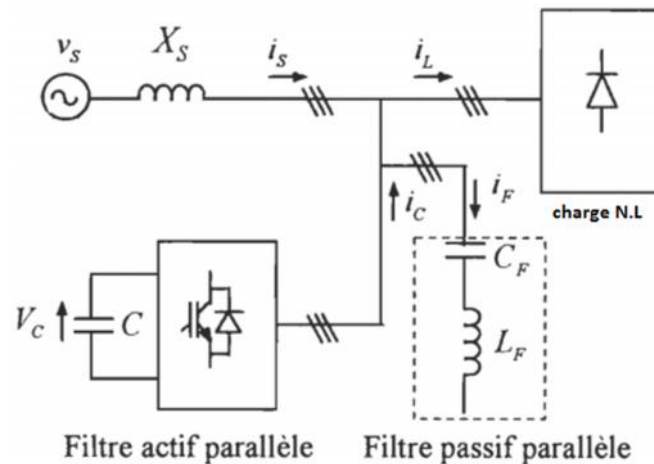 v_s
X_S
i_S
i_L
charge N.L
i_C
i_F
C_F
V_C
C
L_F
Filtre actif parallèle
Filtre passif parallèle